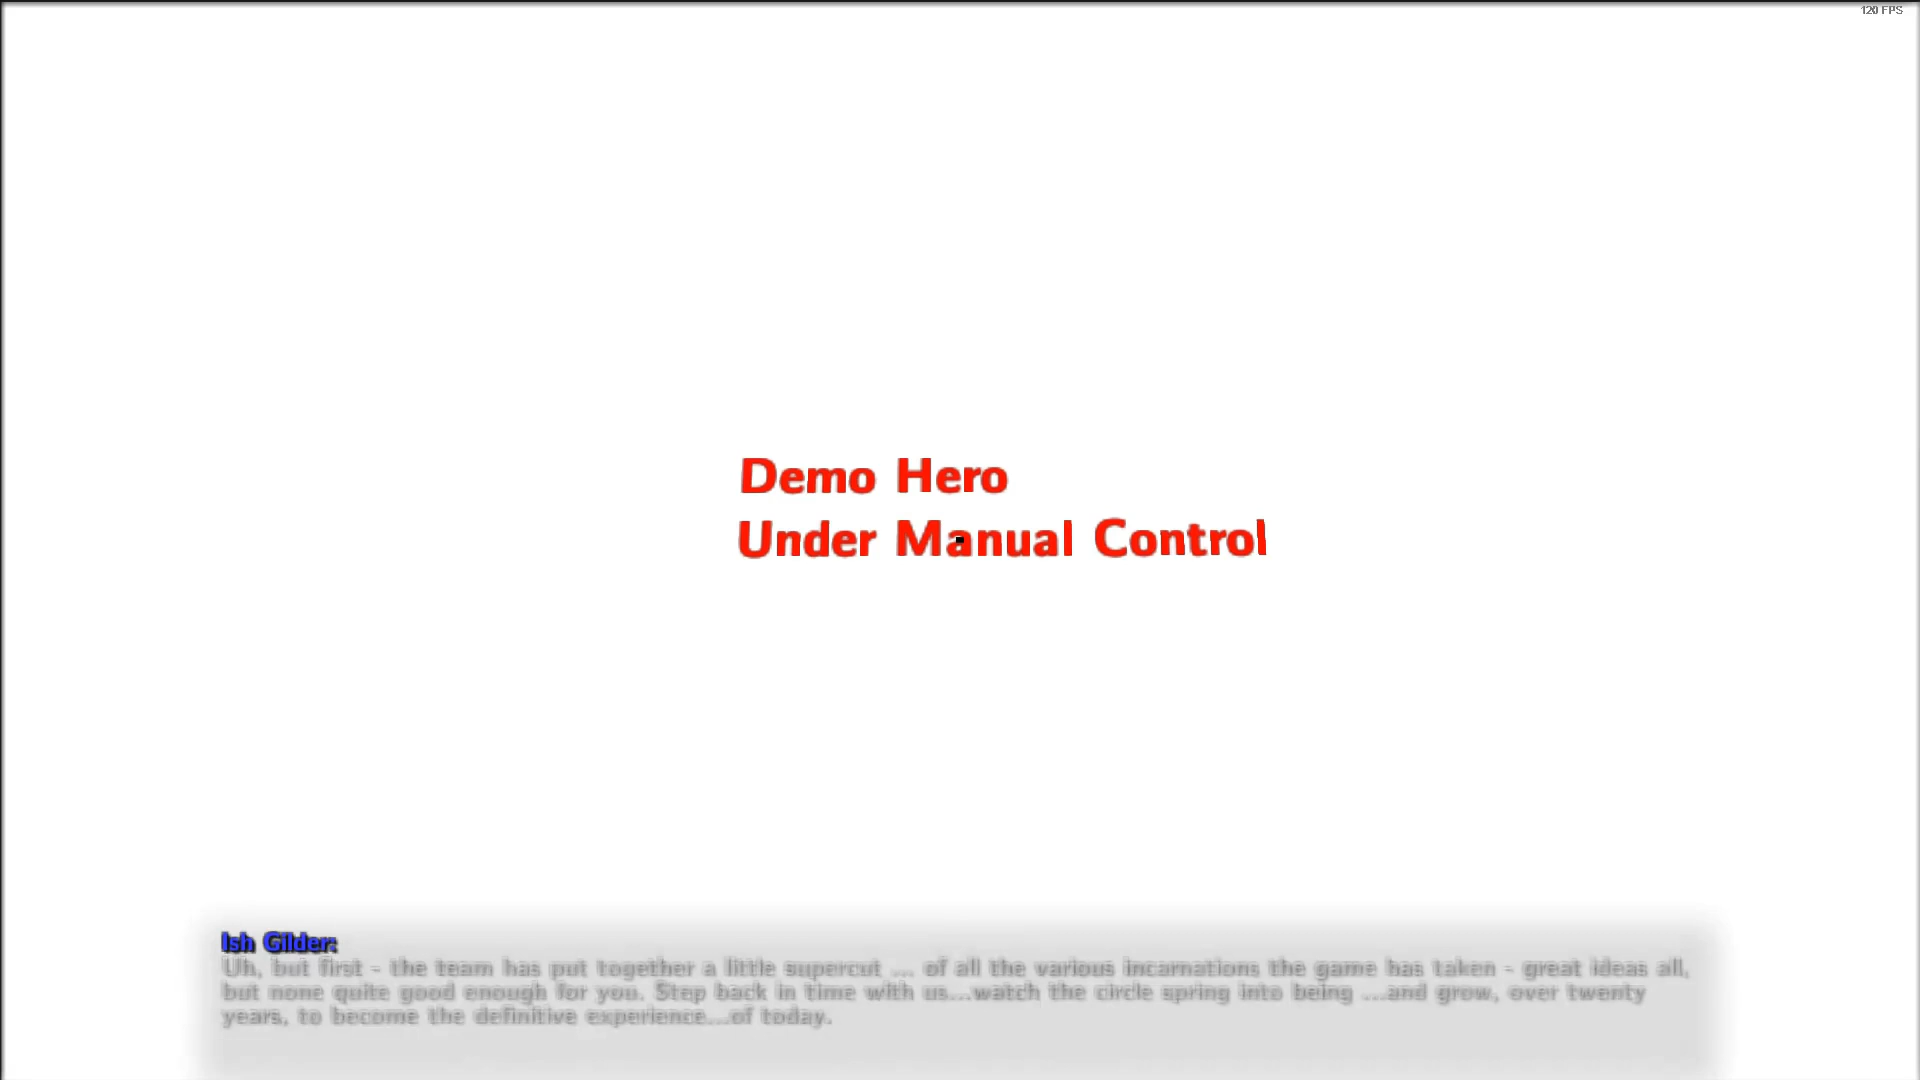 120 FPS
Demo Hero
Under Manual Control
Ish Gilder:
Uh, but first - the team has put together a little supercut ... of all the various incarnations the game has taken - great ideas all,
but none quite good enough for you. Step back in time with us...watch the circle spring into being ...and grow, over twenty
years, to become the definitive experience...of today.